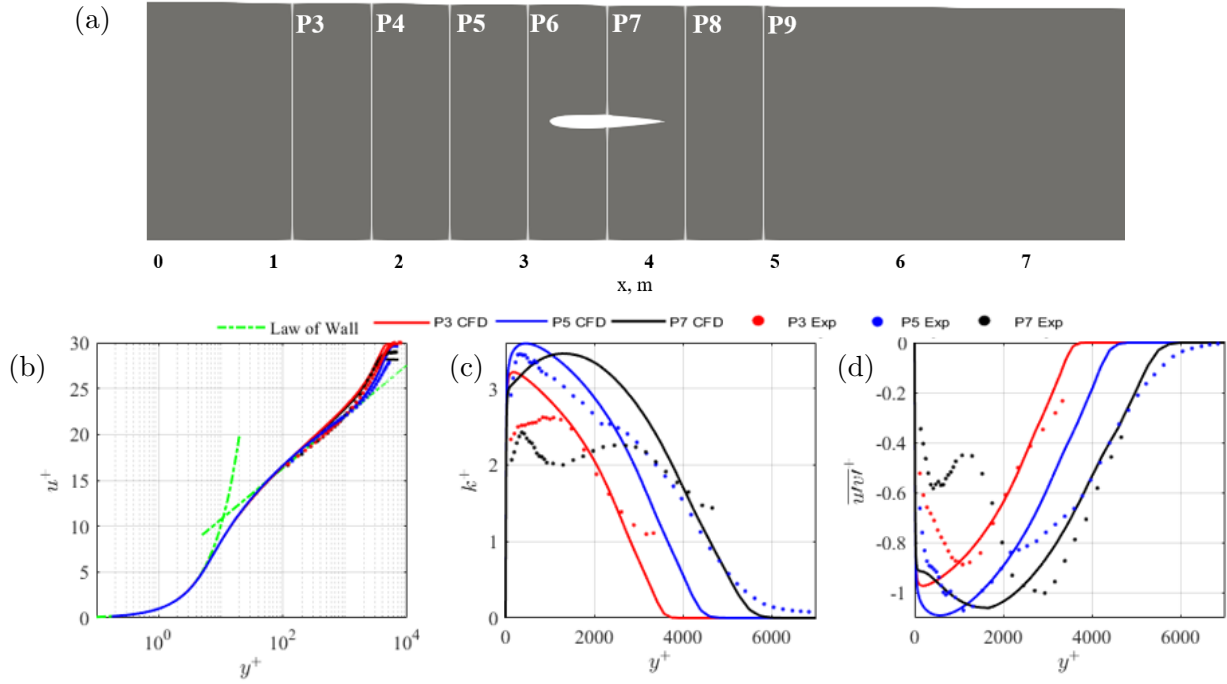 (a)
P3 P4 P5 P6 P7 P8 P9
0 1 2 3 4 5 6 7
x, m
Law of Wall P3 CFD P5 CFD P7 CFD P3 Exp P5 Exp P7 Exp
(b)
30
25
20
15
10
5
0
u+
10^0 10^2 10^4
y+
(c)
3
2
1
0
k+
0 2000 4000 6000
y+
(d)
0
-0.2
-0.4
-0.6
-0.8
-1
u′v′+
0 2000 4000 6000
y+